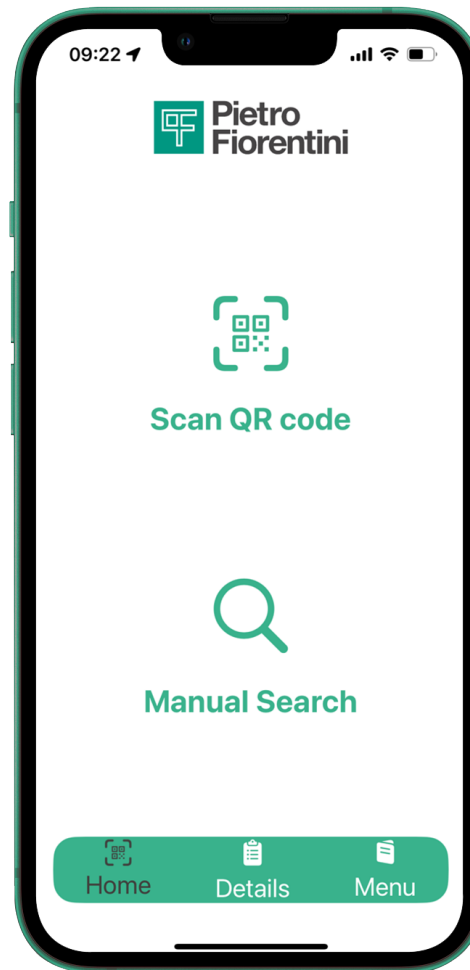 09:22
Pietro
Fiorentini
Scan QR code
Manual Search
Home Details Menu